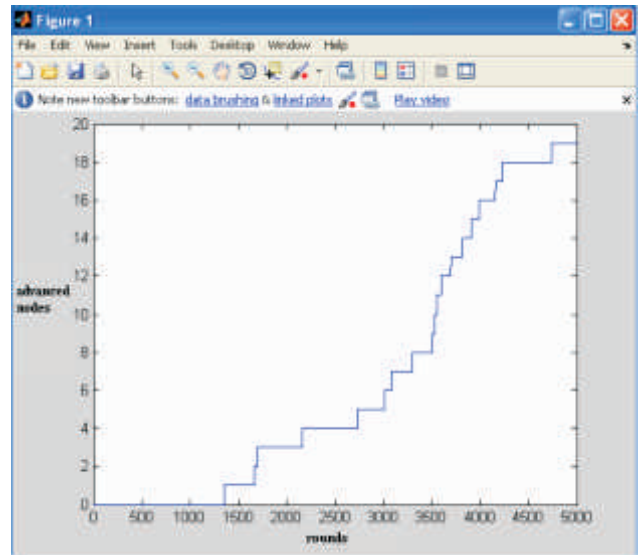 Figure 1
File Edit View Insert Tools Desktop Window Help
Note new toolbar buttons: data brushing & linked plots Play video
20
18
16
14
12
advanced
nodes
10
8
6
4
2
0
0 500 1000 1500 2000 2500 3000 3500 4000 4500 5000
rounds